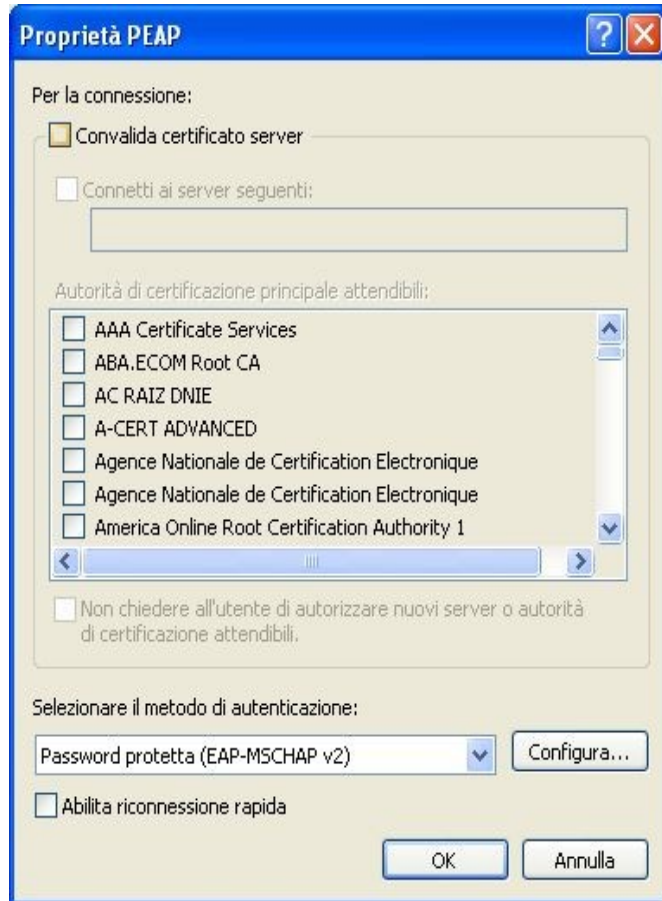 Proprietà PEAP
Per la connessione:
Convalida certificato server
Connetti ai server seguenti:
Autorità di certificazione principale attendibili:
AAA Certificate Services
ABA.ECOM Root CA
AC RAIZ DNIE
A-CERT ADVANCED
Agence Nationale de Certification Electronique
Agence Nationale de Certification Electronique
America Online Root Certification Authority 1
Non chiedere all'utente di autorizzare nuovi server o autorità
di certificazione attendibili.
Selezionare il metodo di autenticazione:
Password protetta (EAP-MSCHAP v2) Configura...
Abilita riconnessione rapida
OK Annulla